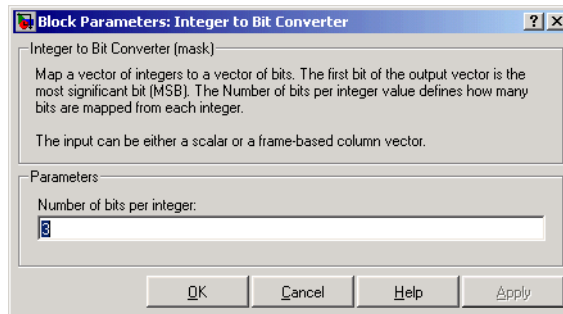 Block Parameters: Integer to Bit Converter
Integer to Bit Converter (mask)
Map a vector of integers to a vector of bits. The first bit of the output vector is the
most significant bit (MSB). The Number of bits per integer value defines how many
bits are mapped from each integer.
The input can be either a scalar or a frame-based column vector.
Parameters
Number of bits per integer:
3
OK Cancel Help Apply